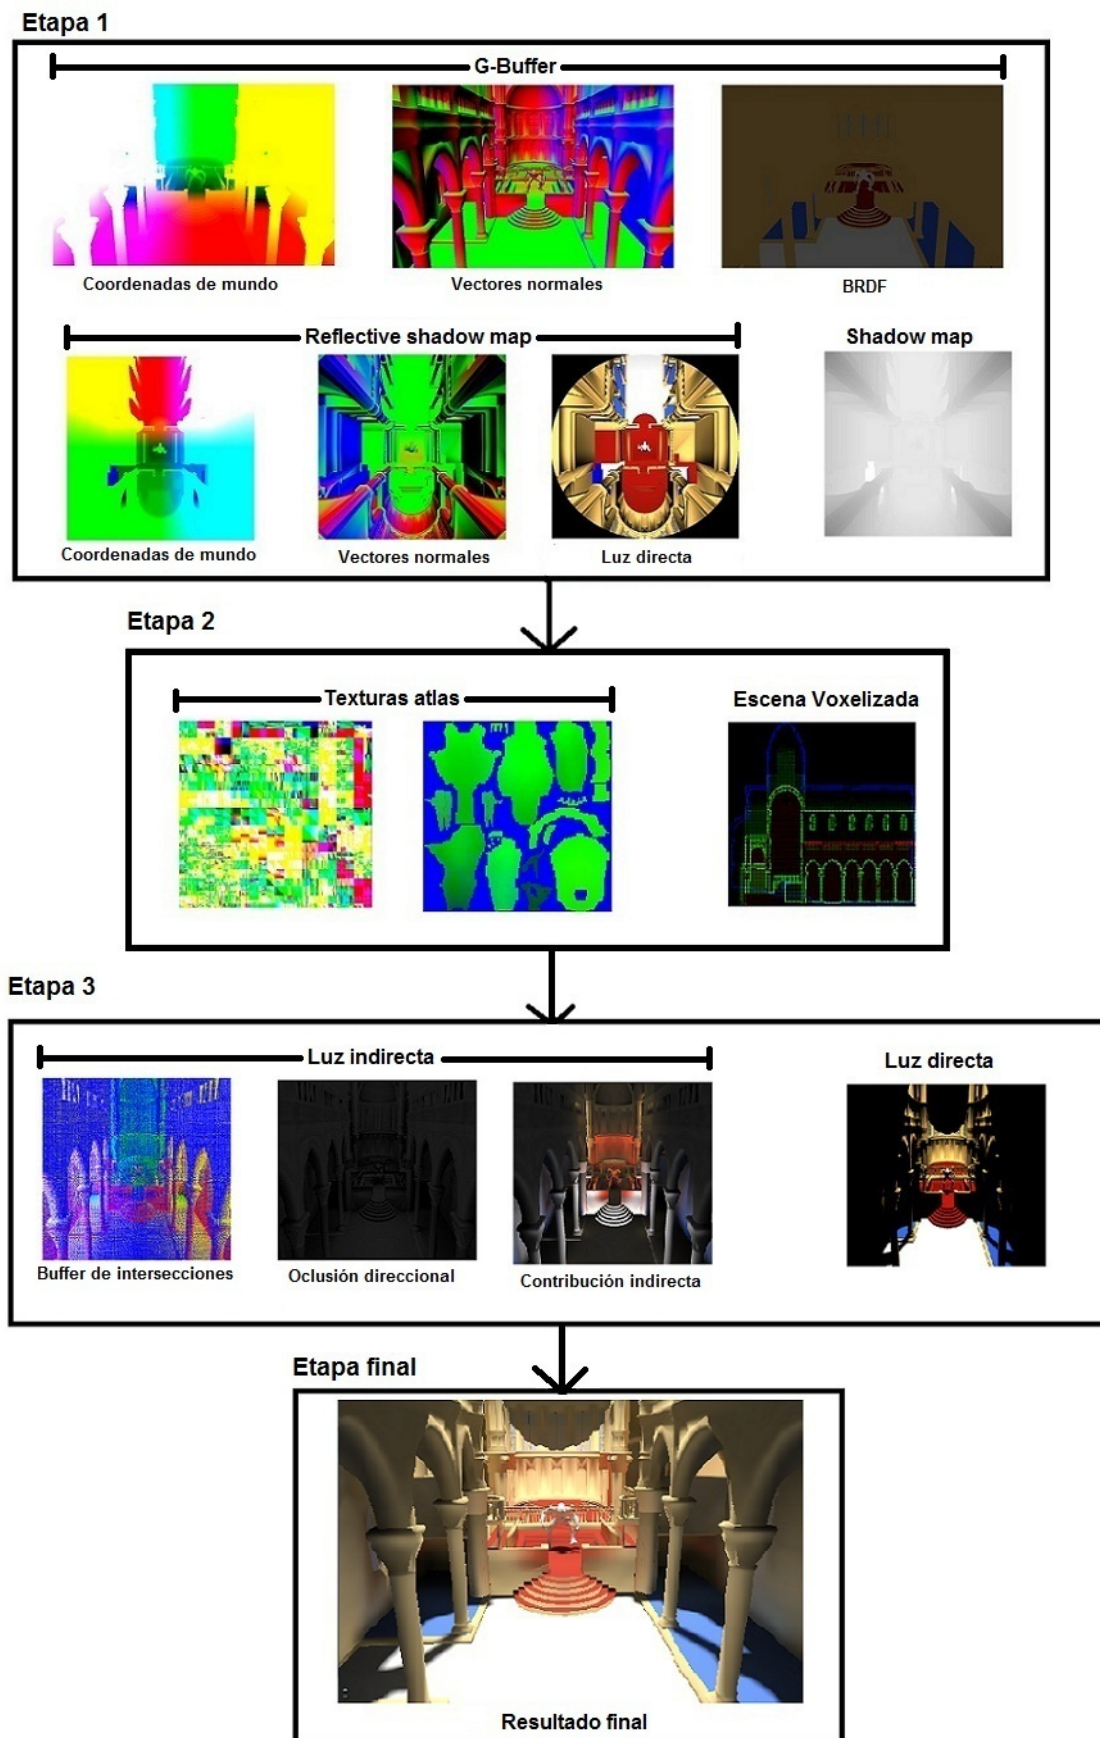 Etapa 1
G-Buffer
Coordenadas de mundo
Vectores normales
BRDF
Reflective shadow map
Shadow map
Coordenadas de mundo
Vectores normales
Luz directa
Etapa 2
Texturas atlas
Escena Voxelizada
Etapa 3
Luz indirecta
Luz directa
Buffer de intersecciones
Oclusión direccional
Contribución indirecta
Etapa final
Resultado final